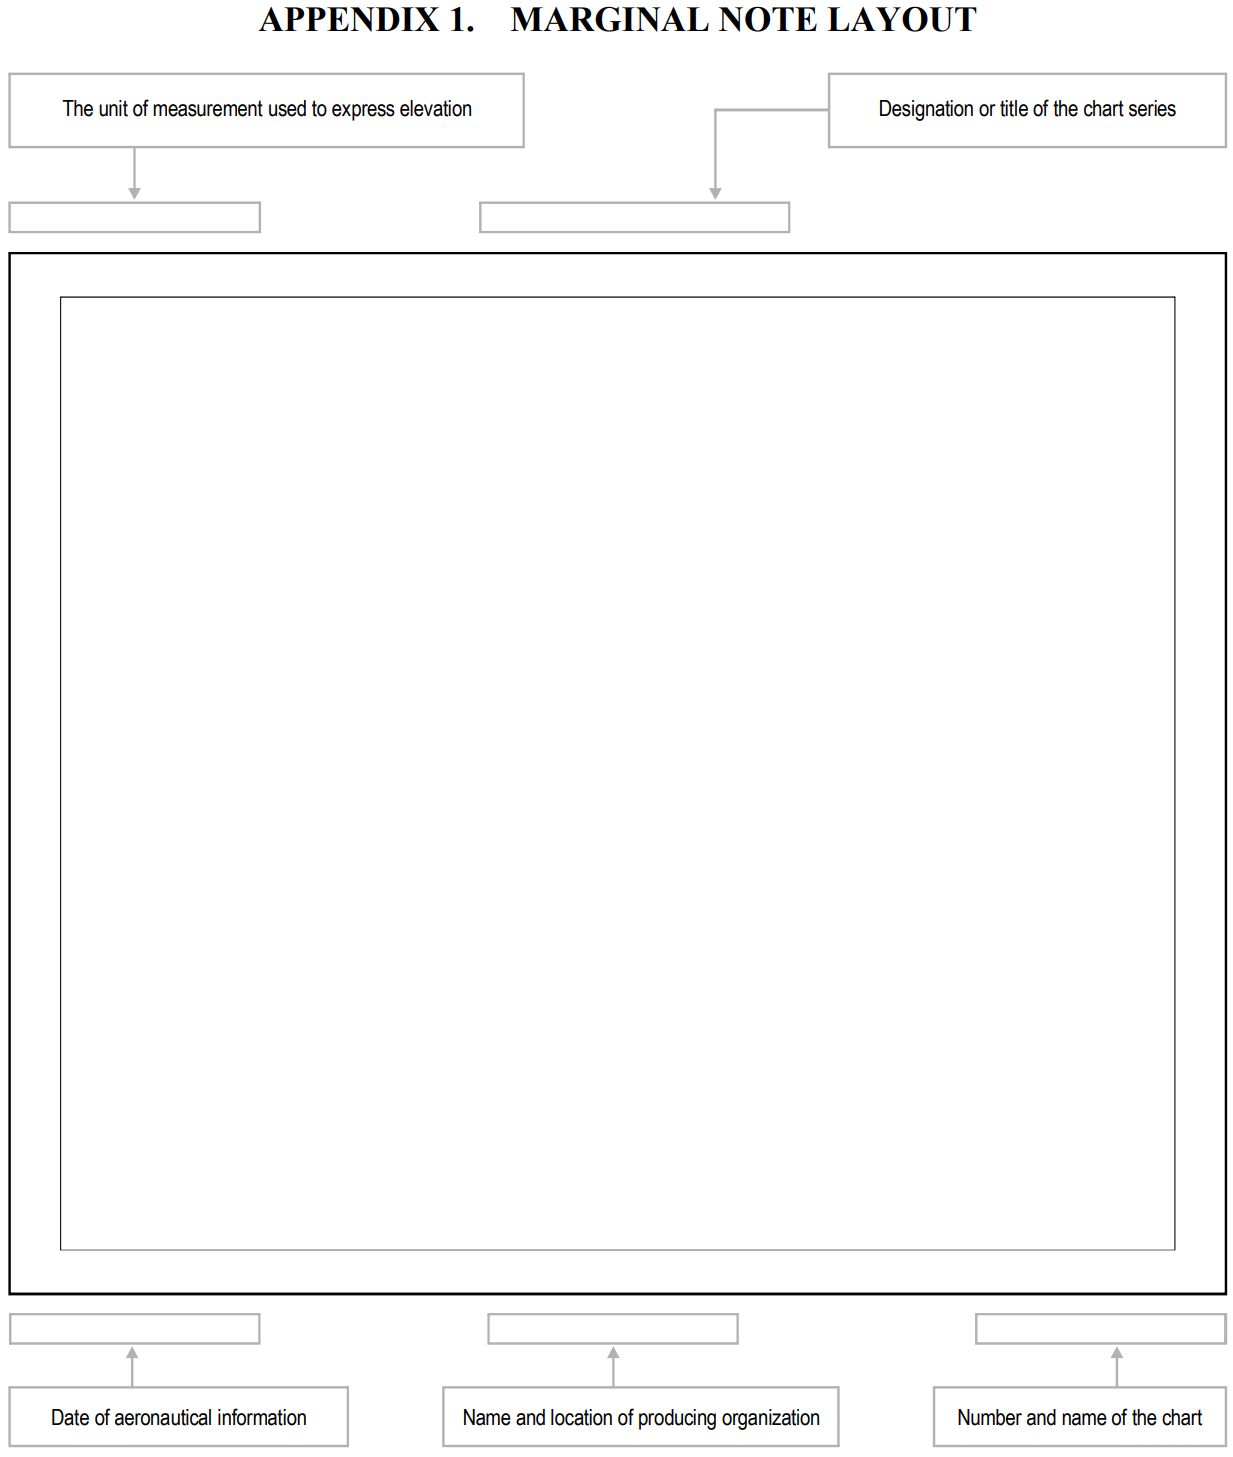 APPENDIX 1. MARGINAL NOTE LAYOUT
The unit of measurement used to express elevation
Designation or title of the chart series
Date of aeronautical information
Name and location of producing organization
Number and name of the chart